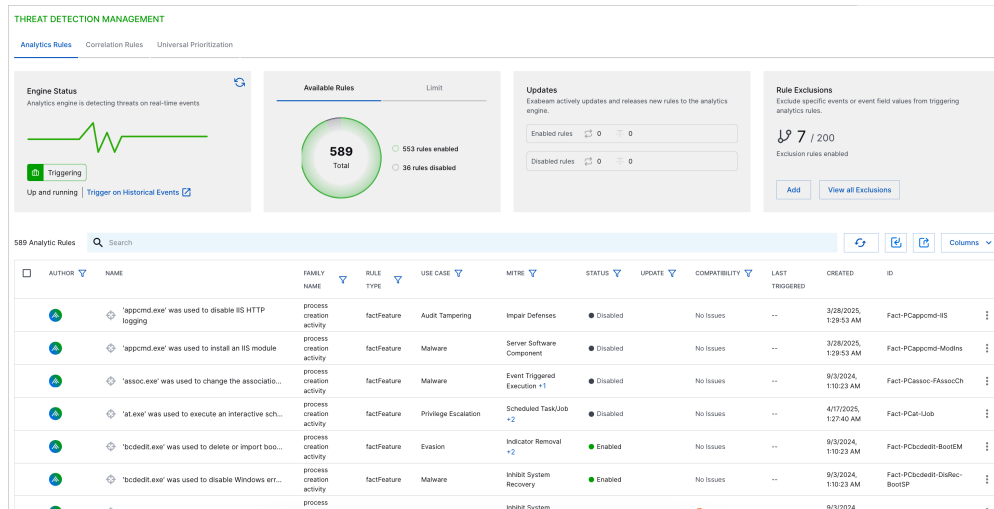 THREAT DETECTION MANAGEMENT
Analytics Rules Correlation Rules Universal Prioritization
Engine Status
Analytics engine is detecting threats on real-time events
Triggering
Up and running Trigger on Historical Events
Available Rules Limit
589
Total
553 rules enabled
36 rules disabled
Updates
Exabeam actively updates and releases new rules to the analytics
engine.
Enabled rules 0 0
Disabled rules 0 0
Rule Exclusions
Exclude specific events or event field values from triggering
analytics rules.
7 / 200
Exclusion rules enabled
Add View all Exclusions
589 Analytic Rules Search Columns
AUTHOR NAME FAMILY NAME RULE TYPE USE CASE MITRE STATUS UPDATE COMPATIBILITY LAST TRIGGERED CREATED ID
'appcmd.exe' was used to disable IIS HTTP logging process creation activity factFeature Audit Tampering Impair Defenses Disabled No Issues -- 3/28/2025, 1:29:53 AM Fact-PCappcmd-IIS
'appcmd.exe' was used to install an IIS module process creation activity factFeature Malware Server Software Component Disabled No Issues -- 3/28/2025, 1:29:53 AM Fact-PCappcmd-ModIns
'assoc.exe' was used to change the associatio... process creation activity factFeature Malware Event Triggered Execution +1 Disabled No Issues -- 9/3/2024, 1:10:23 AM Fact-PCassoc-FAssocCh
'at.exe' was used to execute an interactive sch... process creation activity factFeature Privilege Escalation Scheduled Task/Job +2 Disabled No Issues -- 4/17/2025, 1:27:40 AM Fact-PCat-IJob
'bcdedit.exe' was used to delete or import boo... process creation activity factFeature Evasion Indicator Removal +2 Enabled No Issues -- 9/3/2024, 1:10:23 AM Fact-PCbcdedit-BootEM
'bcdedit.exe' was used to disable Windows err... process creation activity factFeature Malware Inhibit System Recovery Enabled No Issues -- 9/3/2024, 1:10:23 AM Fact-PCbcdedit-DisRec-BootSP
process Inhibit System 9/3/2024